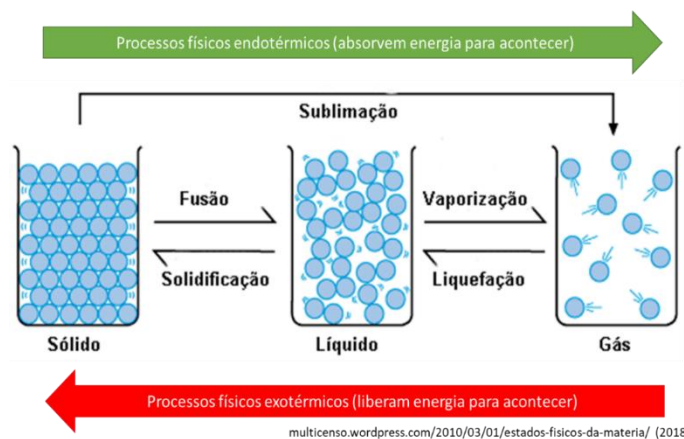 Processos físicos endotérmicos (absorvem energia para acontecer)
Sublimação
Fusão
Vaporização
Solidificação
Liquefação
Sólido
Líquido
Gás
Processos físicos exotérmicos (liberam energia para acontecer)
multicenso.wordpress.com/2010/03/01/estados-fisicos-da-materia/ (2018